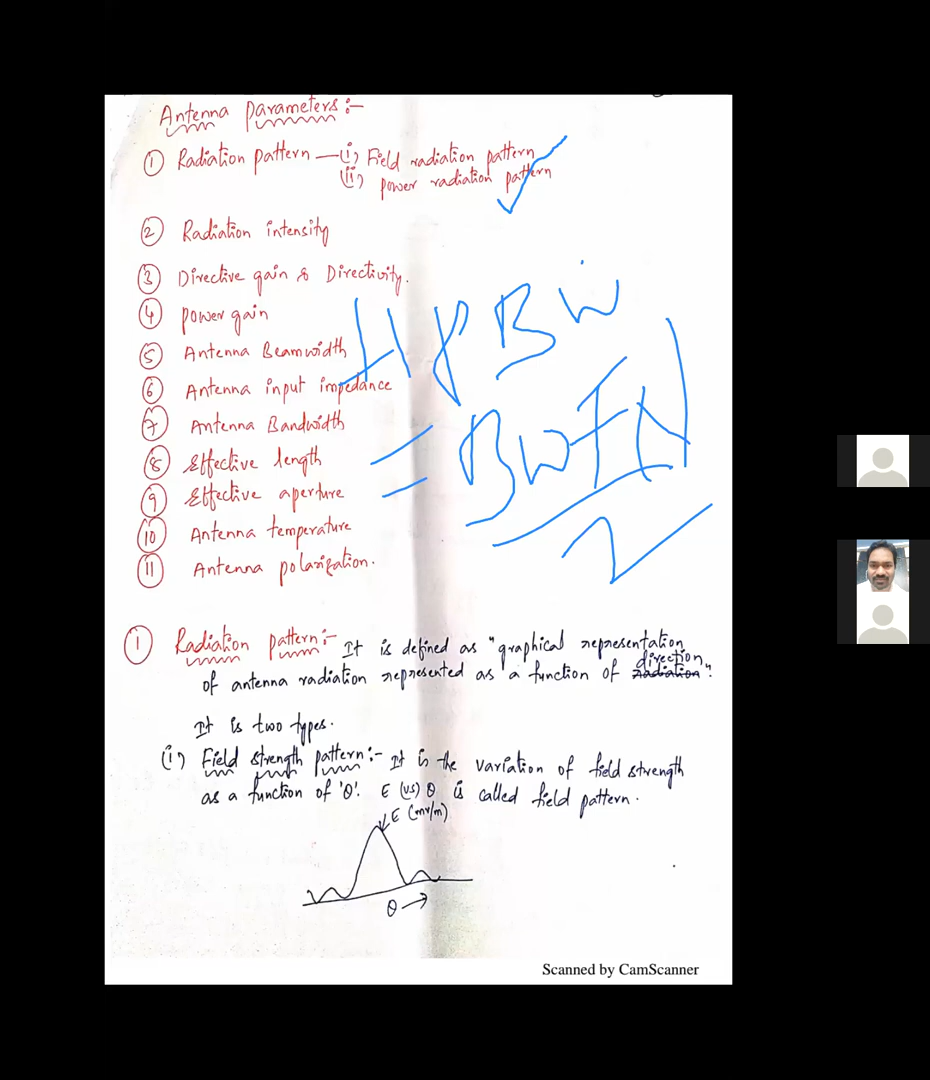 Antenna parameters:-
① Radiation pattern —(i) Field radiation pattern
(ii) power radiation pattern
② Radiation intensity
③ Directive gain & Directivity.
④ power gain
⑤ Antenna Beamwidth
⑥ Antenna input impedance
⑦ Antenna Bandwidth
⑧ Effective length
⑨ Effective aperture
⑩ Antenna temperature
⑪ Antenna polarization.
HPBW
= BWFN
2
① Radiation pattern:- It is defined as "graphical representation
of antenna radiation represented as a function of direction radiation".
It is two types.
(i) Field strength pattern:- It is the variation of field strength
as a function of 'θ'. E (vs) θ is called field pattern.
E (mv/m)
θ →
Scanned by CamScanner